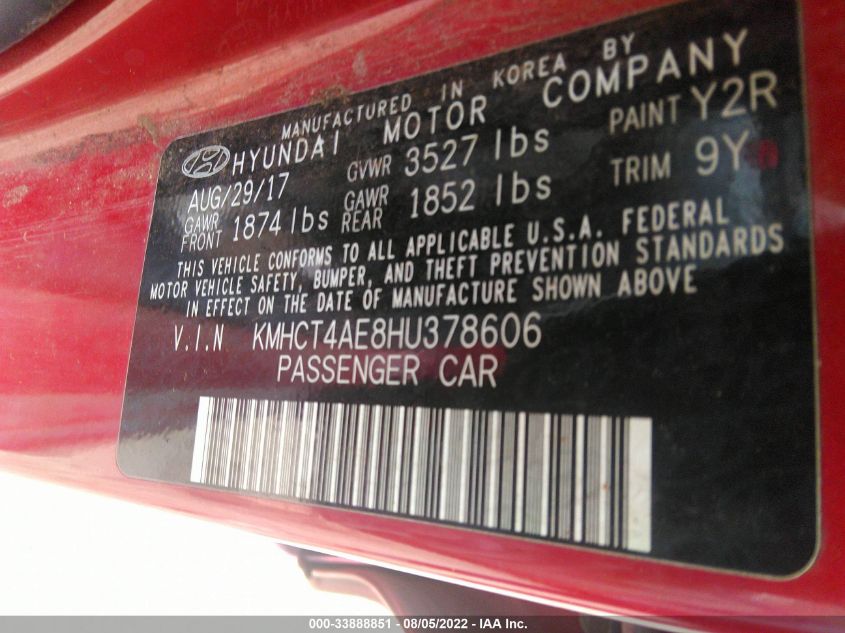 MANUFACTURED IN KOREA BY
HYUNDAI MOTOR COMPANY
AUG/29/17 GVWR 3527 lbs PAINT Y2R
GAWR FRONT 1874 lbs GAWR REAR 1852 lbs TRIM 9Y
THIS VEHICLE CONFORMS TO ALL APPLICABLE U.S.A. FEDERAL
MOTOR VEHICLE SAFETY, BUMPER, AND THEFT PREVENTION STANDARDS
IN EFFECT ON THE DATE OF MANUFACTURE SHOWN ABOVE
V.I.N KMHCT4AE8HU378606
PASSENGER CAR
000-33888851 - 08/05/2022 - IAA Inc.